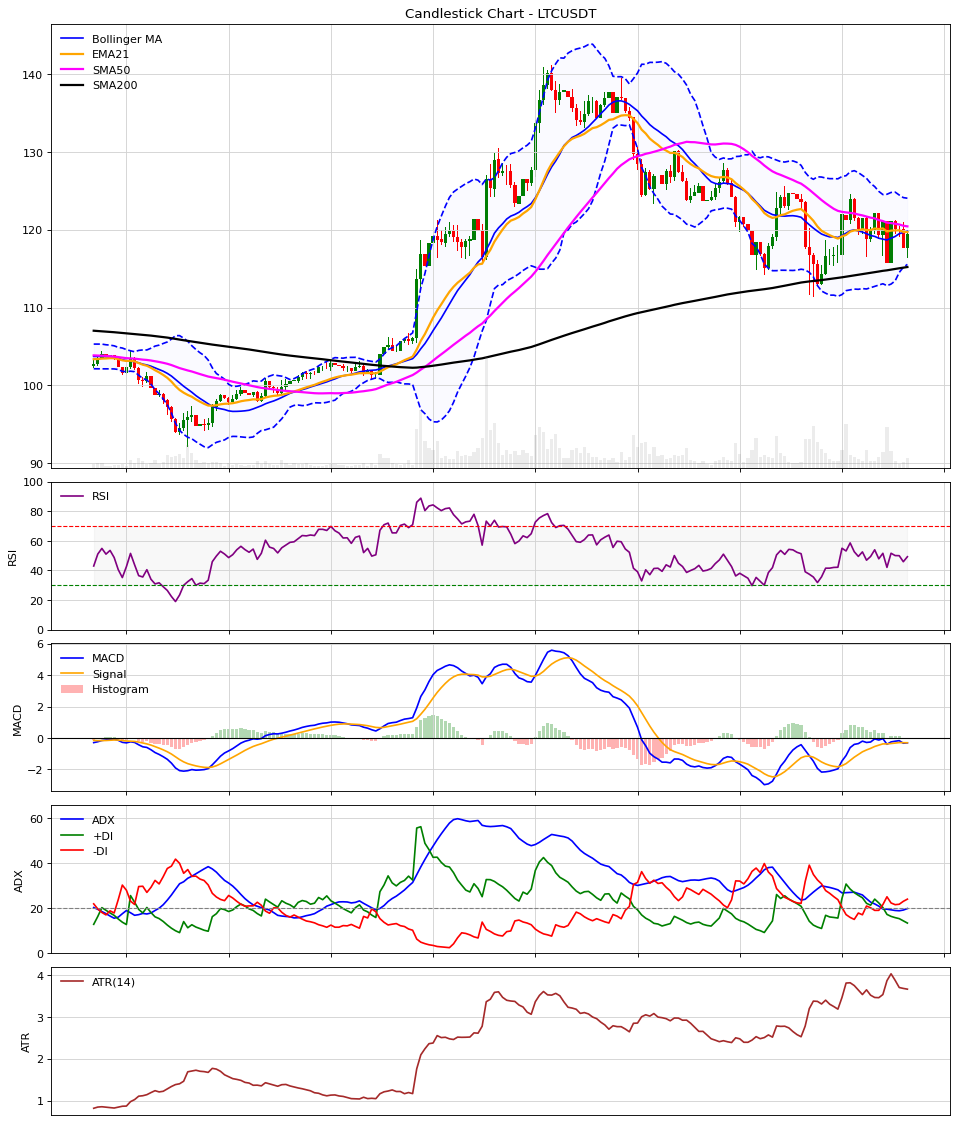 Candlestick Chart - LTCUSDT
Bollinger MA
EMA21
SMA50
SMA200
140
130
120
110
100
90
RSI
100
80
60
40
20
0
RSI
MACD
Signal
Histogram
6
4
2
0
−2
MACD
ADX
+DI
-DI
60
40
20
0
ADX
ATR(14)
4
3
2
1
ATR